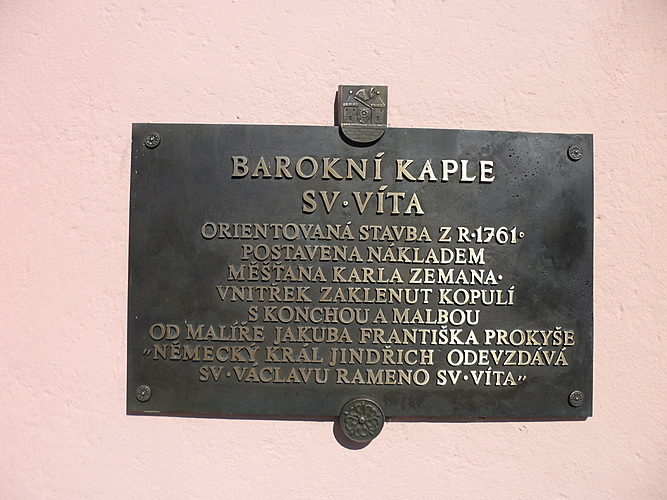 BAROKNÍ KAPLE
SV·VÍTA
ORIENTOVANÁ STAVBA Z R·1761·
POSTAVENA NÁKLADEM
MĚŠŤANA KARLA ZEMANA·
VNITŘEK ZAKLENUT KOPULÍ
S KONCHOU A MALBOU
OD MALÍŘE JAKUBA FRANTIŠKA PROKYŠE
„NĚMECKÝ KRÁL JINDŘICH ODEVZDÁVÁ
SV·VÁCLAVU RAMENO SV·VÍTA”